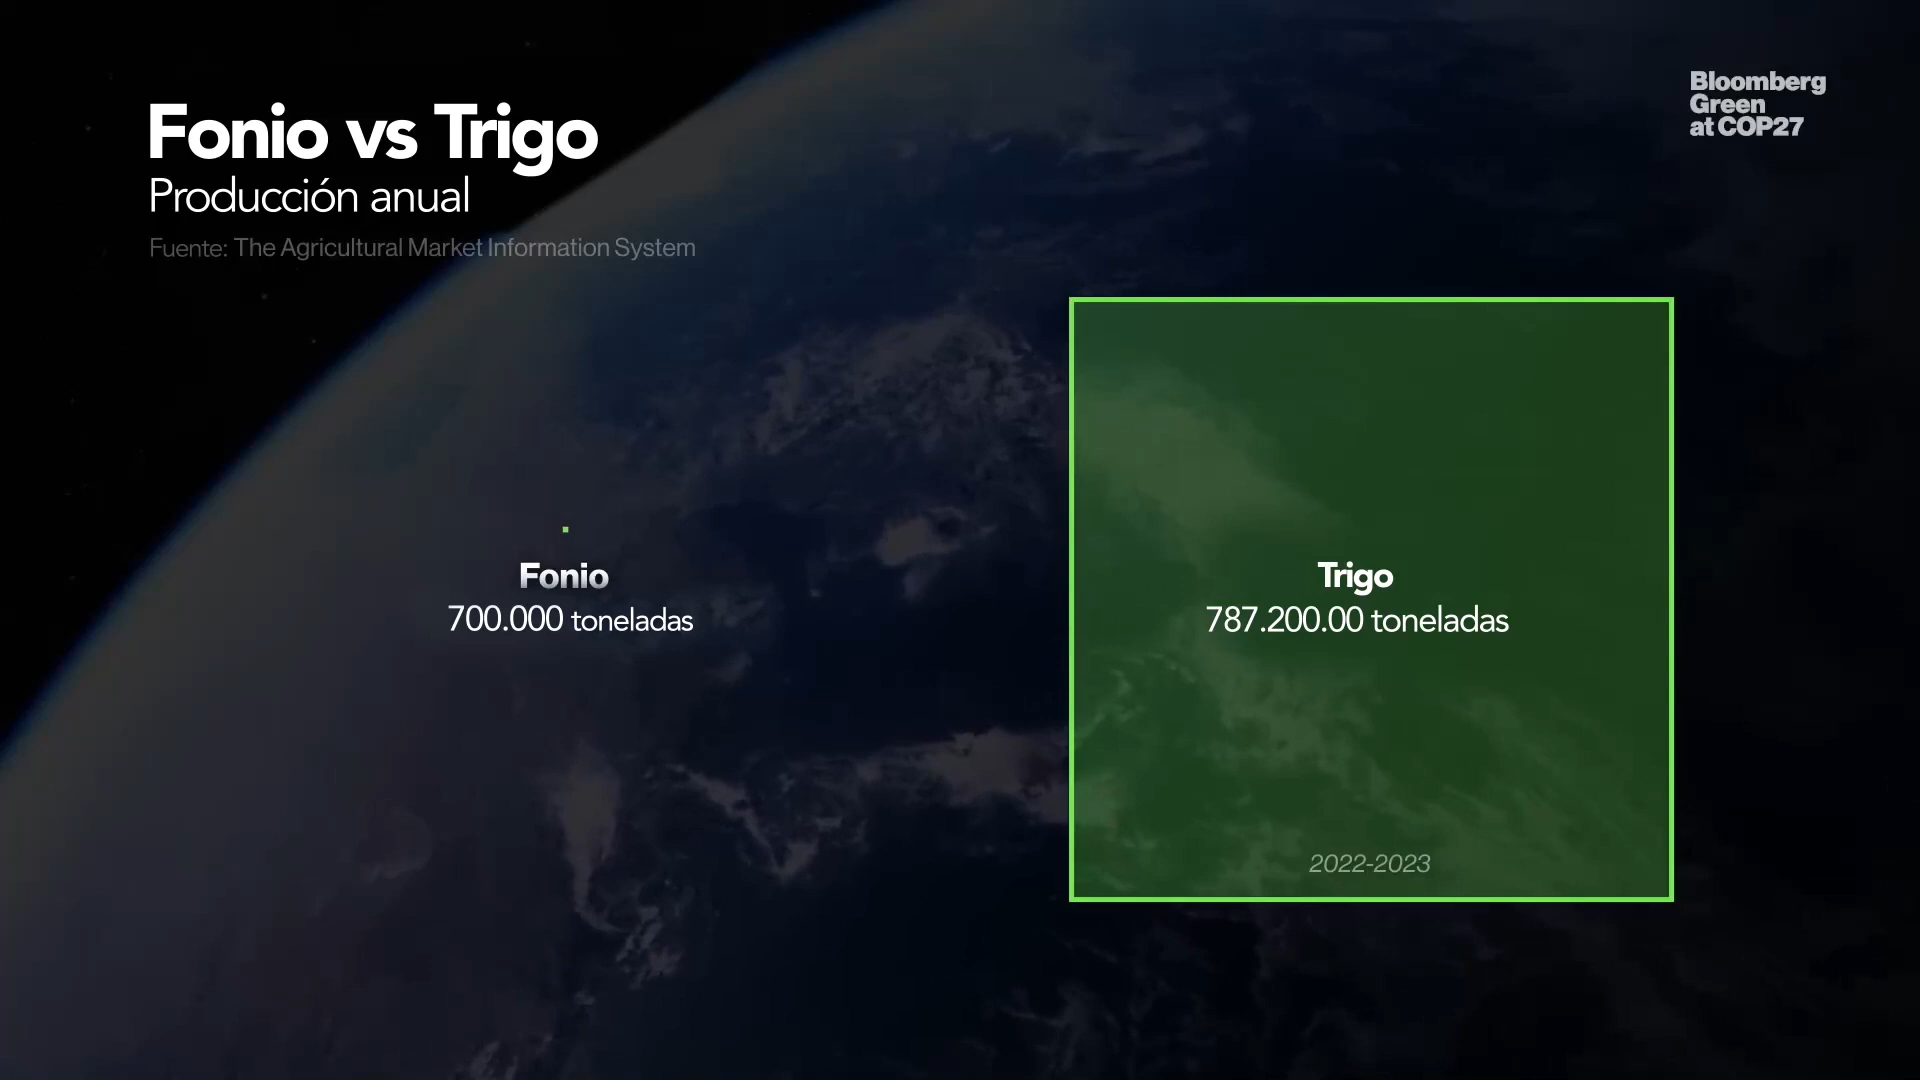 Fonio vs Trigo
Producción anual
Fuente: The Agricultural Market Information System
Bloomberg
Green
at COP27
Fonio
700.000 toneladas
Trigo
787.200.00 toneladas
2022-2023